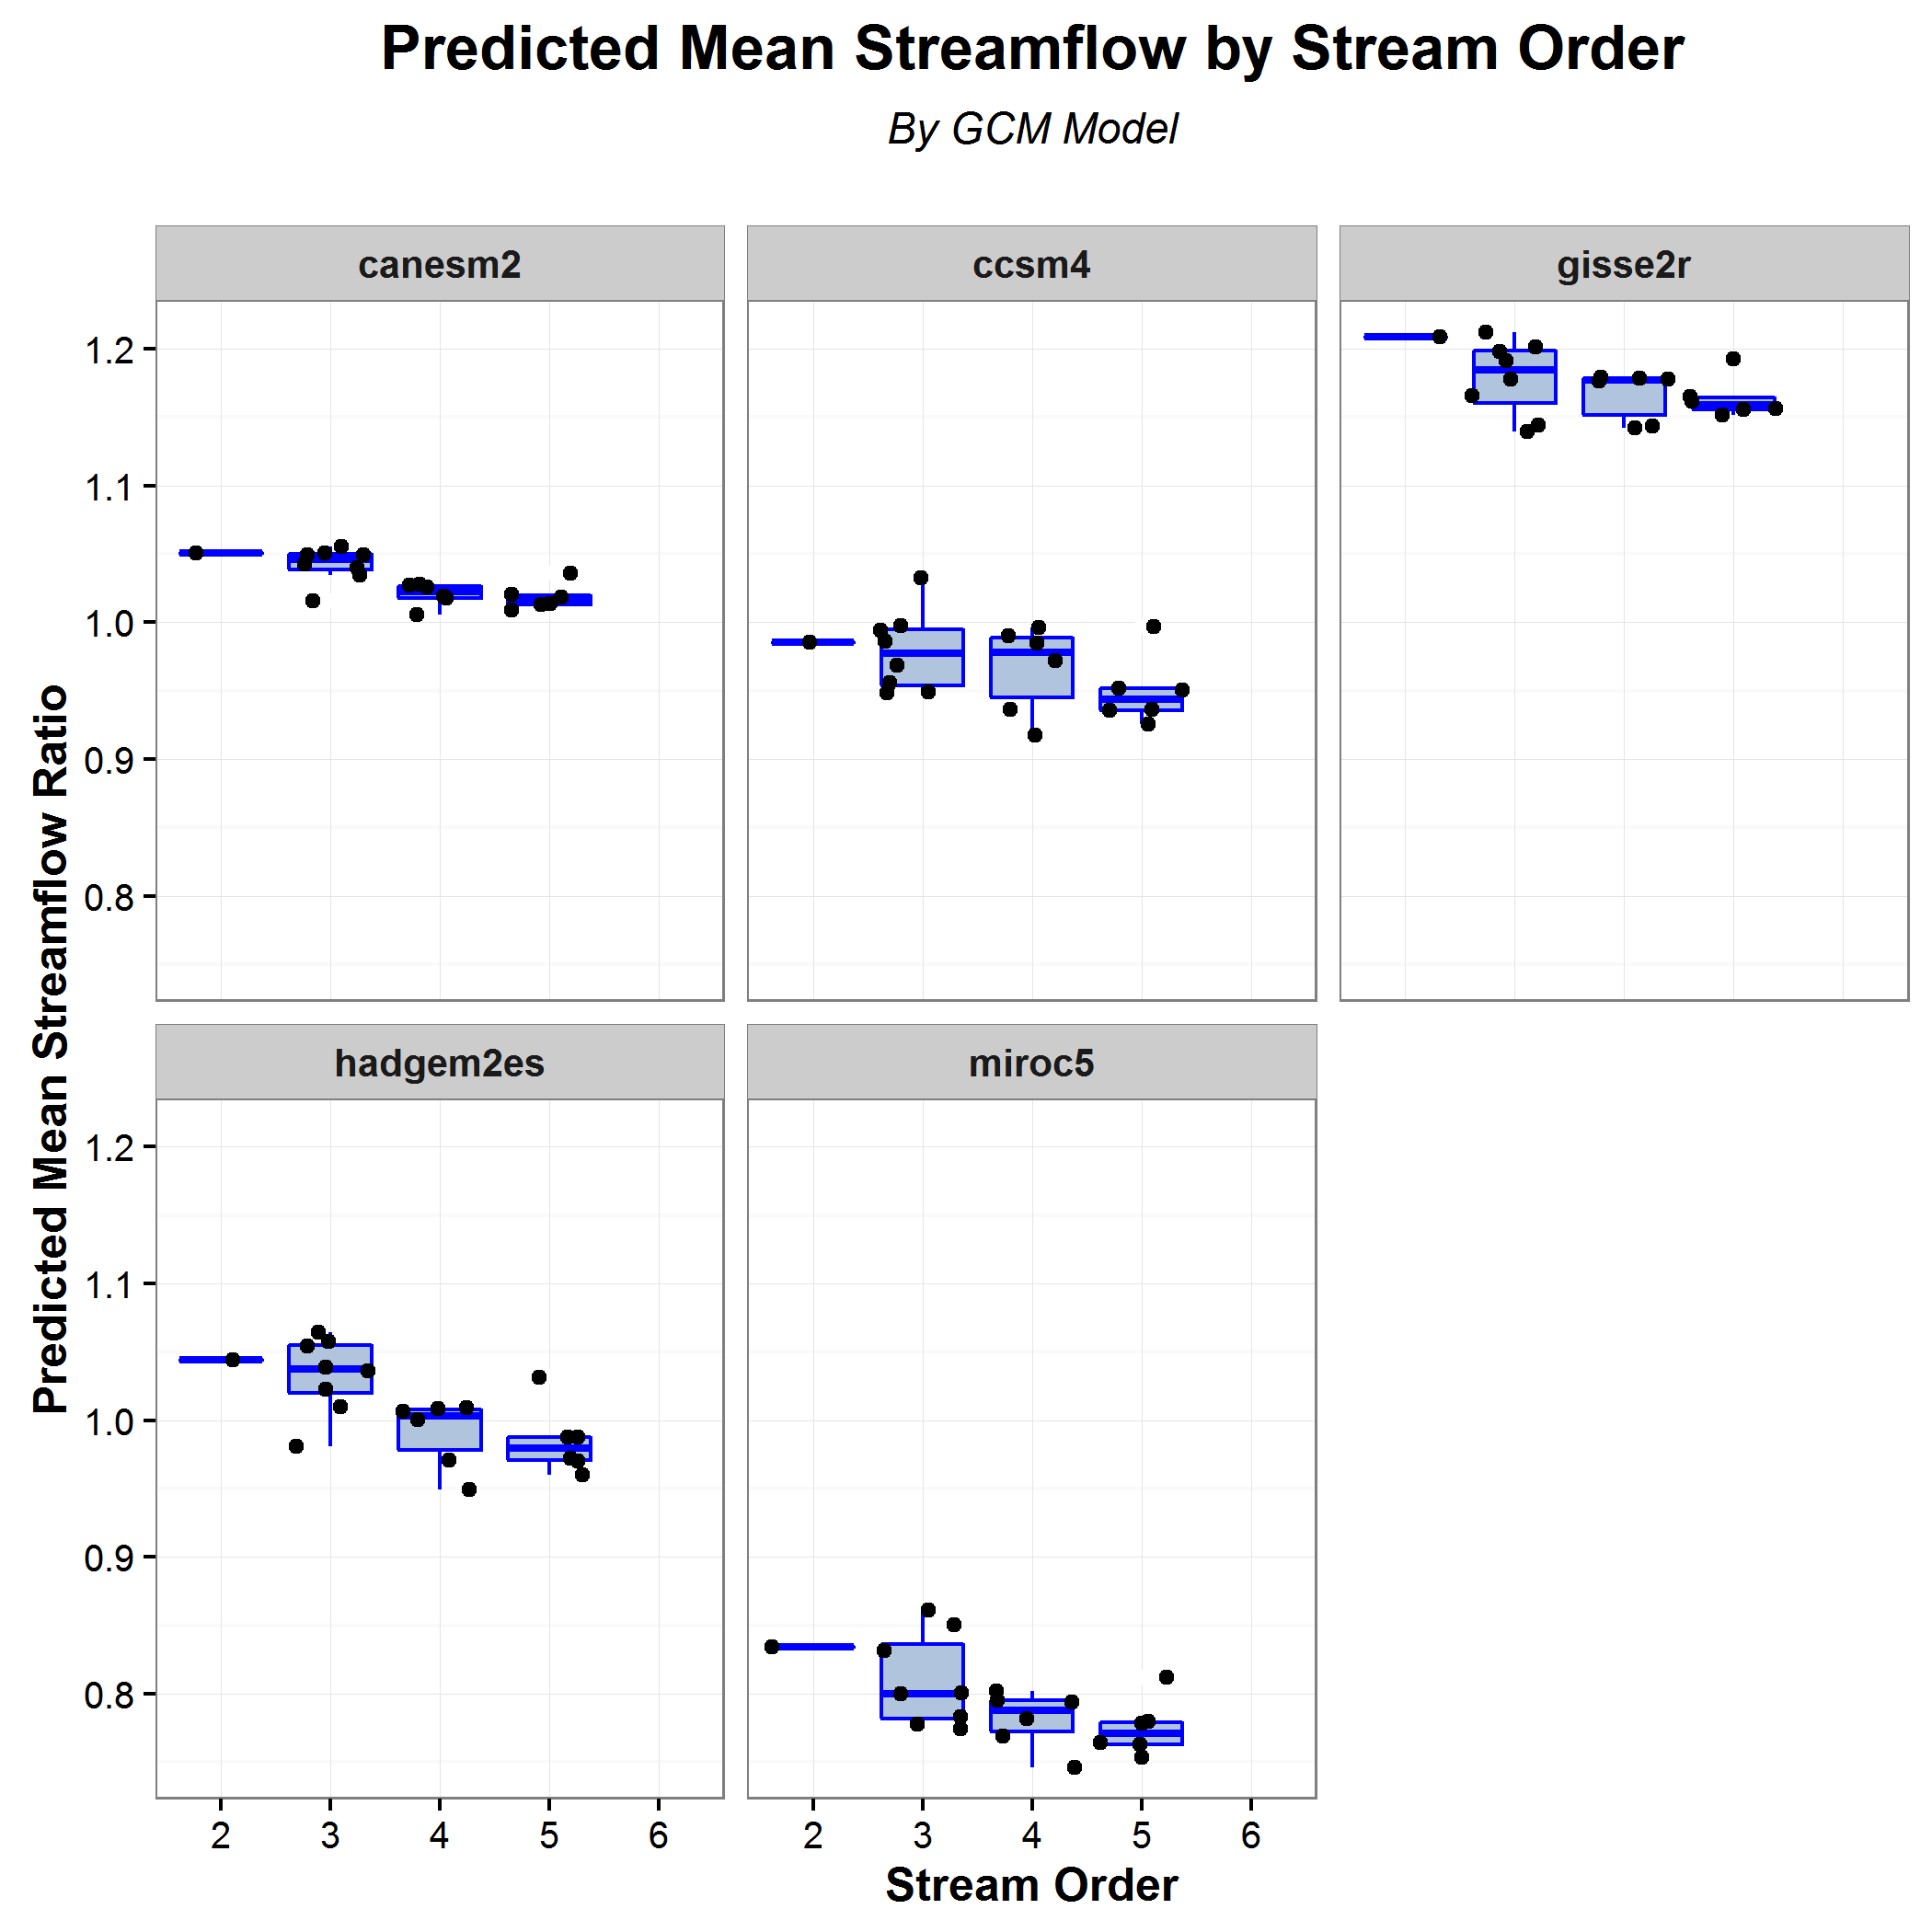 Predicted Mean Streamflow by Stream Order
By GCM Model
canesm2
ccsm4
gisse2r
1.2
1.1
1.0
0.9
0.8
Predicted Mean Streamflow Ratio
hadgem2es
miroc5
1.2
1.1
1.0
0.9
0.8
2 3 4 5 6
2 3 4 5 6
Stream Order